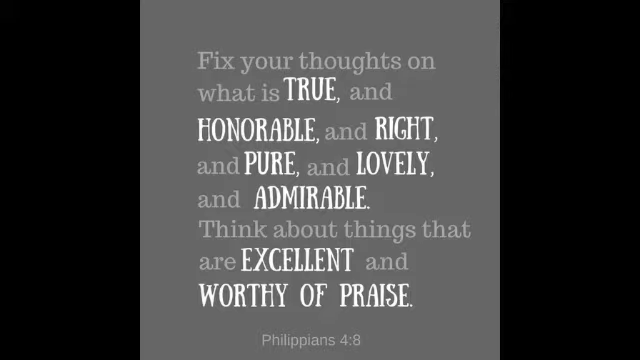 Fix your thoughts on
what is TRUE, and
HONORABLE, and RIGHT,
and PURE, and LOVELY,
and ADMIRABLE.
Think about things that
are EXCELLENT and
WORTHY OF PRAISE.
Philippians 4:8